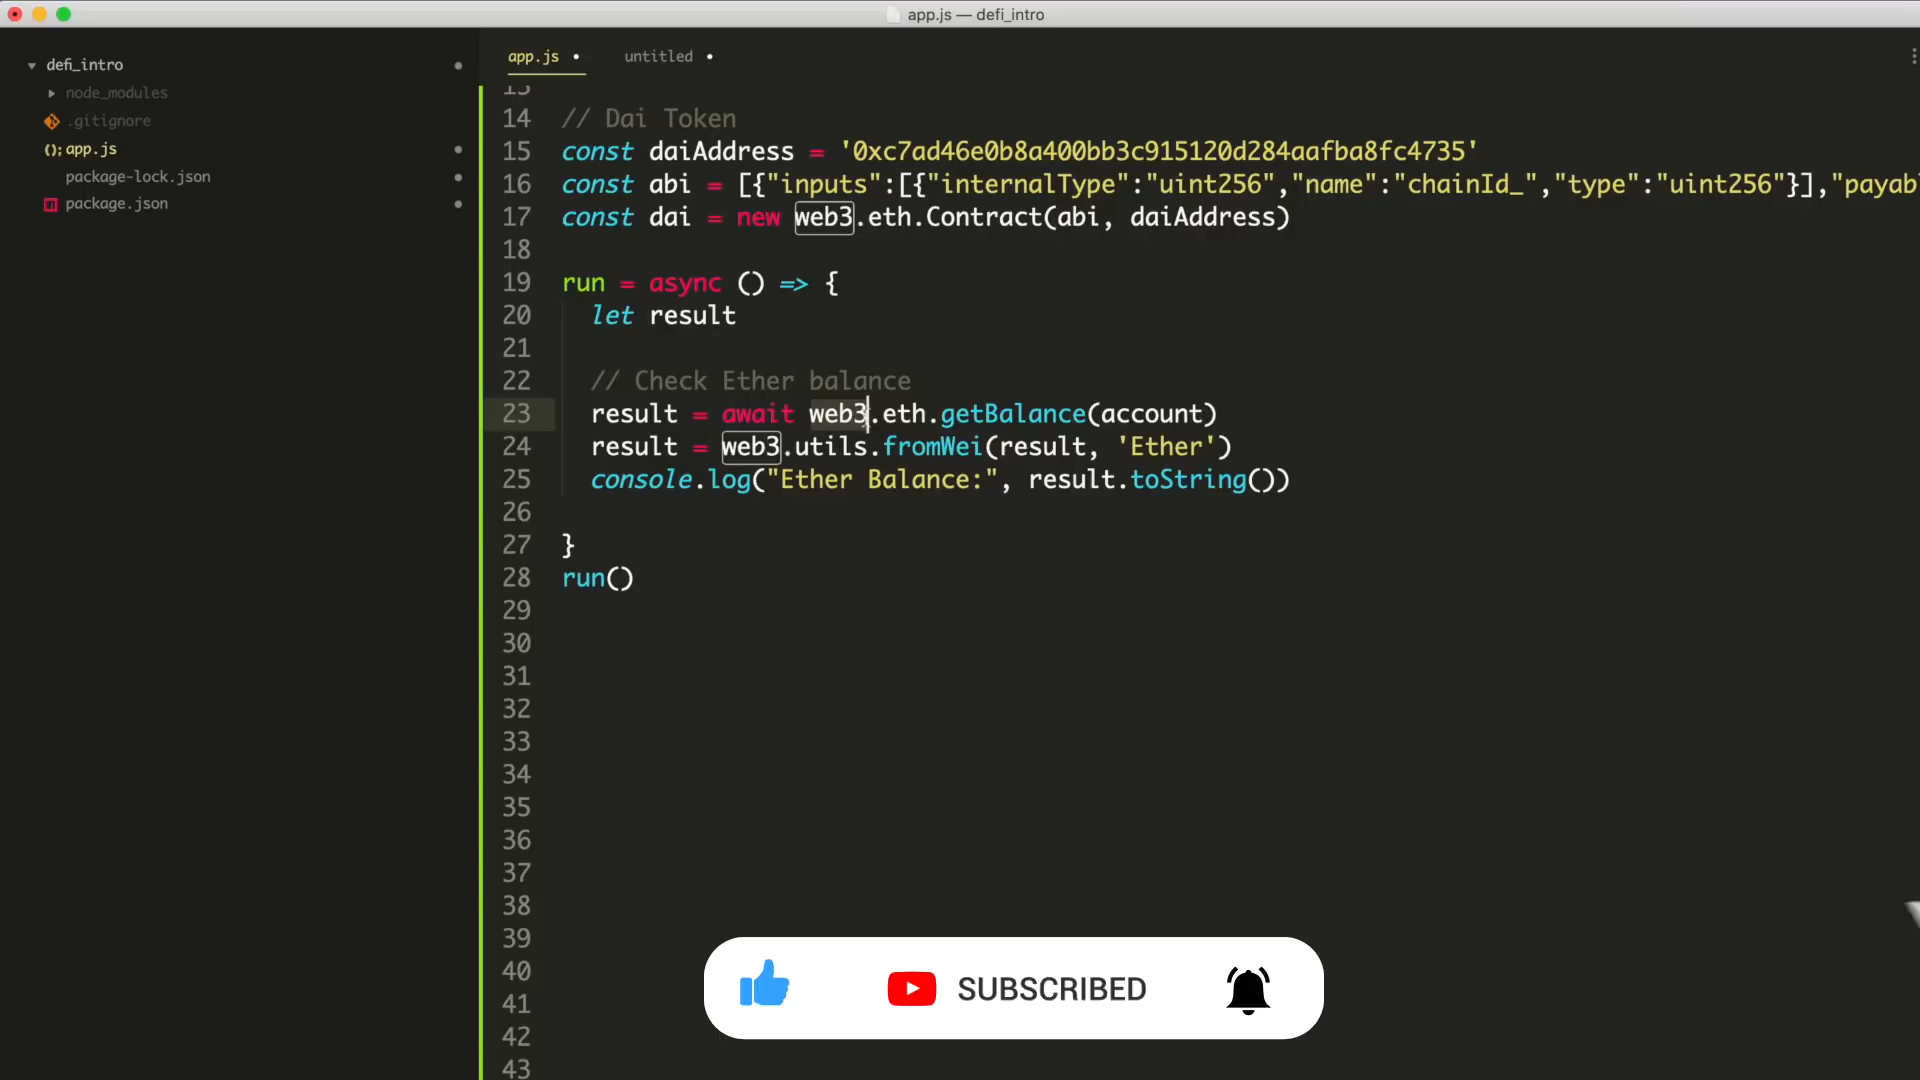 app.js — defi_intro
defi_intro
node_modules
.gitignore
app.js
package-lock.json
package.json
app.js • untitled •
14 // Dai Token
15 const daiAddress = '0xc7ad46e0b8a400bb3c915120d284aafba8fc4735'
16 const abi = [{"inputs":[{"internalType":"uint256","name":"chainId_","type":"uint256"}],"payab
17 const dai = new web3.eth.Contract(abi, daiAddress)
18
19 run = async () => {
20 let result
21
22 // Check Ether balance
23 result = await web3.eth.getBalance(account)
24 result = web3.utils.fromWei(result, 'Ether')
25 console.log("Ether Balance:", result.toString())
26
27 }
28 run()
29
30
31
32
33
34
35
36
37
38
39
40
41
42
43
SUBSCRIBED